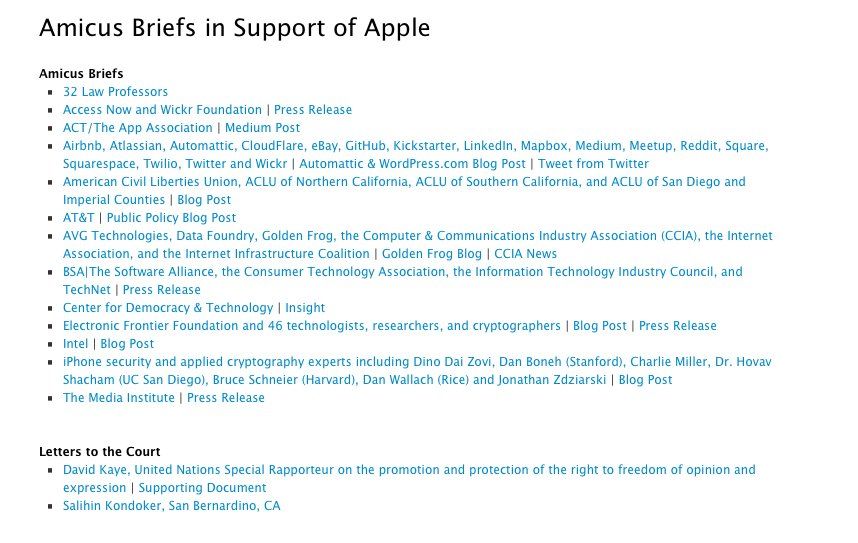 Amicus Briefs in Support of Apple
Amicus Briefs
▪ 32 Law Professors
▪ Access Now and Wickr Foundation | Press Release
▪ ACT/The App Association | Medium Post
▪ Airbnb, Atlassian, Automattic, CloudFlare, eBay, GitHub, Kickstarter, LinkedIn, Mapbox, Medium, Meetup, Reddit, Square,
Squarespace, Twilio, Twitter and Wickr | Automattic & WordPress.com Blog Post | Tweet from Twitter
▪ American Civil Liberties Union, ACLU of Northern California, ACLU of Southern California, and ACLU of San Diego and
Imperial Counties | Blog Post
▪ AT&T | Public Policy Blog Post
▪ AVG Technologies, Data Foundry, Golden Frog, the Computer & Communications Industry Association (CCIA), the Internet
Association, and the Internet Infrastructure Coalition | Golden Frog Blog | CCIA News
▪ BSA|The Software Alliance, the Consumer Technology Association, the Information Technology Industry Council, and
TechNet | Press Release
▪ Center for Democracy & Technology | Insight
▪ Electronic Frontier Foundation and 46 technologists, researchers, and cryptographers | Blog Post | Press Release
▪ Intel | Blog Post
▪ iPhone security and applied cryptography experts including Dino Dai Zovi, Dan Boneh (Stanford), Charlie Miller, Dr. Hovav
Shacham (UC San Diego), Bruce Schneier (Harvard), Dan Wallach (Rice) and Jonathan Zdziarski | Blog Post
▪ The Media Institute | Press Release
Letters to the Court
▪ David Kaye, United Nations Special Rapporteur on the promotion and protection of the right to freedom of opinion and
expression | Supporting Document
▪ Salihin Kondoker, San Bernardino, CA